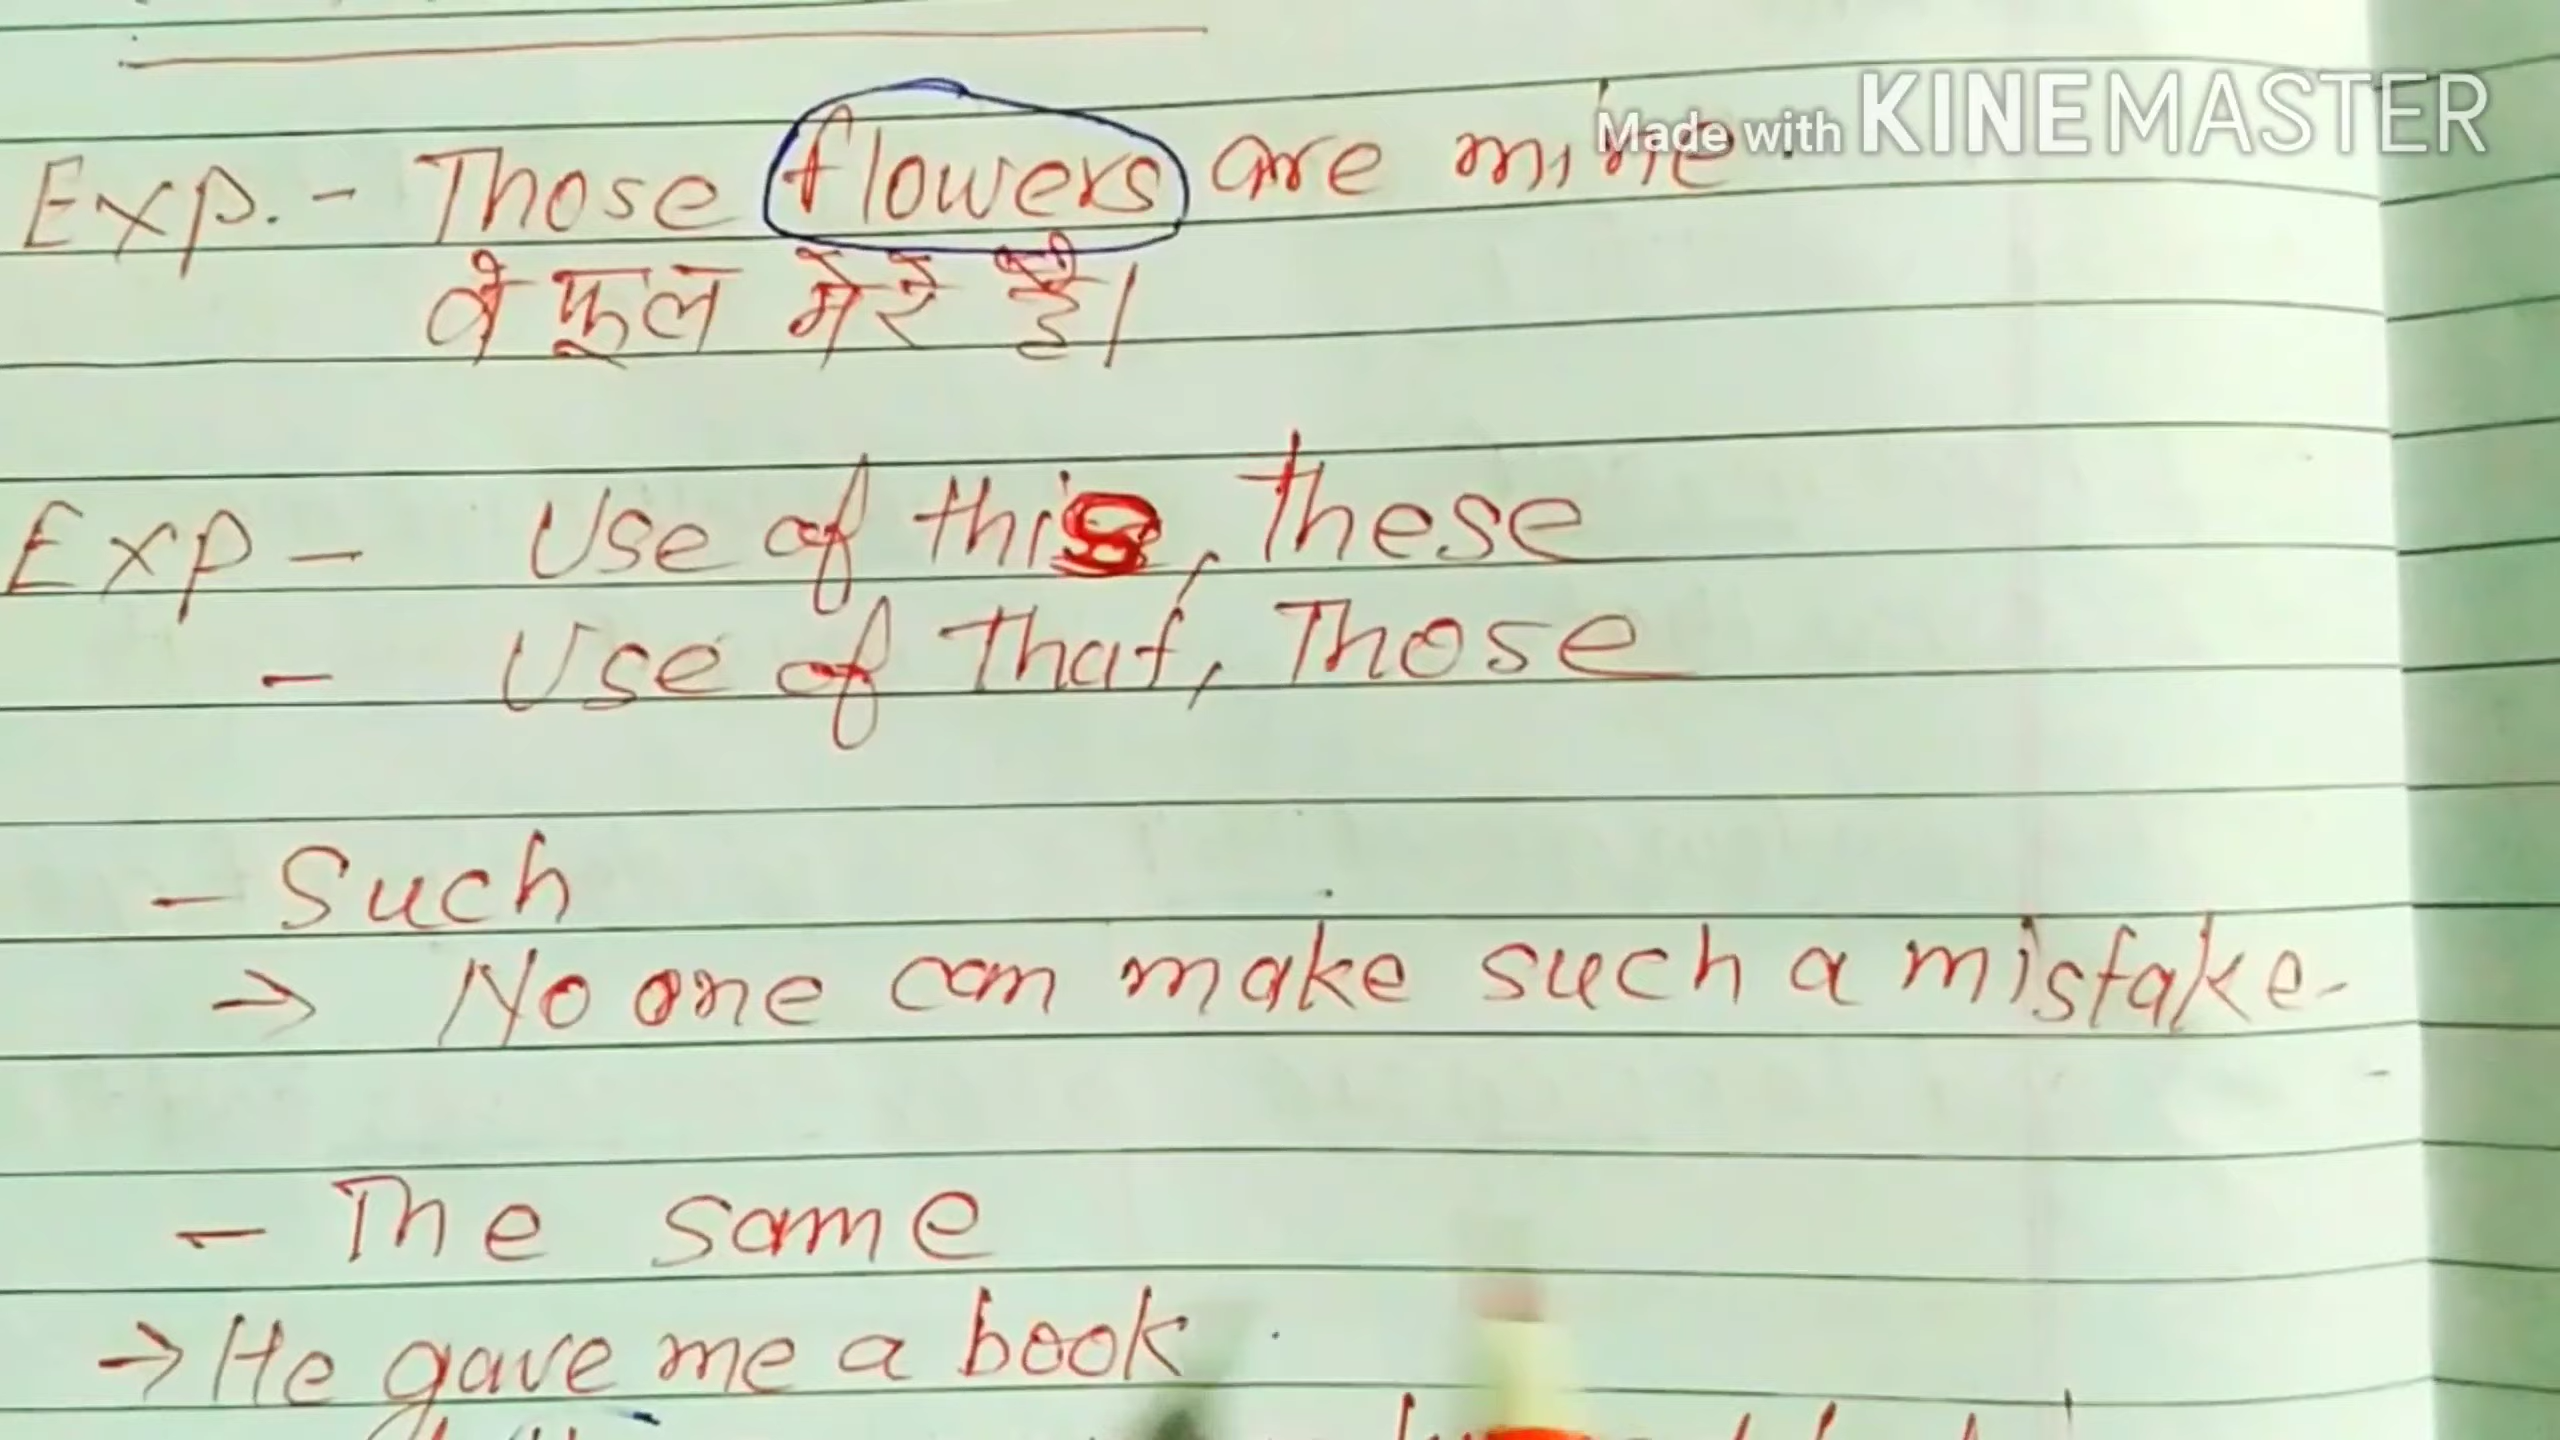 Made with KINEMASTER
Exp. - Those flowers are mine.
वे फूल मेरे हैं।
Exp - Use of this, these
- Use of That, Those
- Such
→ No one can make such a mistake.
- The same
→ He gave me a book